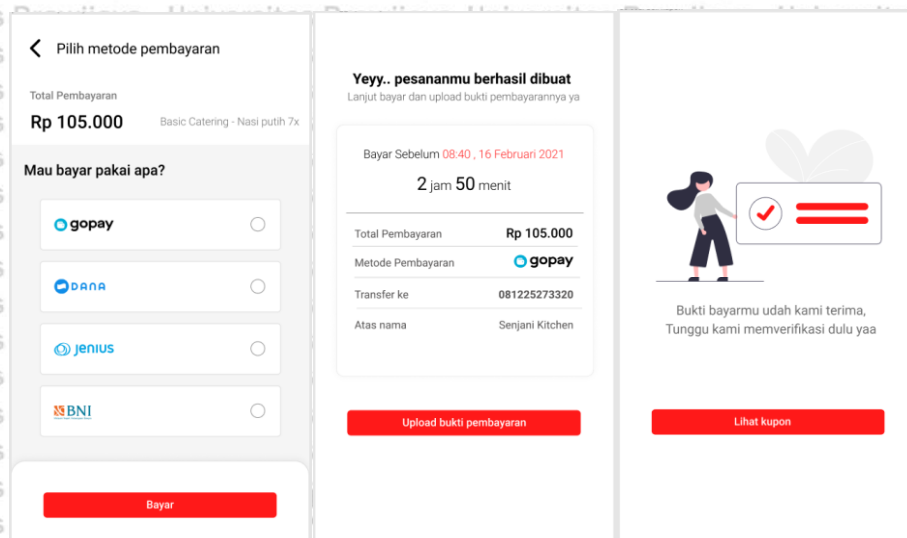 Pilih metode pembayaran
Total Pembayaran
Rp 105.000 Basic Catering - Nasi putih 7x
Mau bayar pakai apa?
gopay
DANA
jenius
BNI
Bayar
Yeyy.. pesananmu berhasil dibuat
Lanjut bayar dan upload bukti pembayarannya ya
Bayar Sebelum 08:40 , 16 Februari 2021
2 jam 50 menit
Total Pembayaran Rp 105.000
Metode Pembayaran gopay
Transfer ke 081225273320
Atas nama Senjani Kitchen
Upload bukti pembayaran
Bukti bayarmu udah kami terima,
Tunggu kami memverifikasi dulu yaa
Lihat kupon